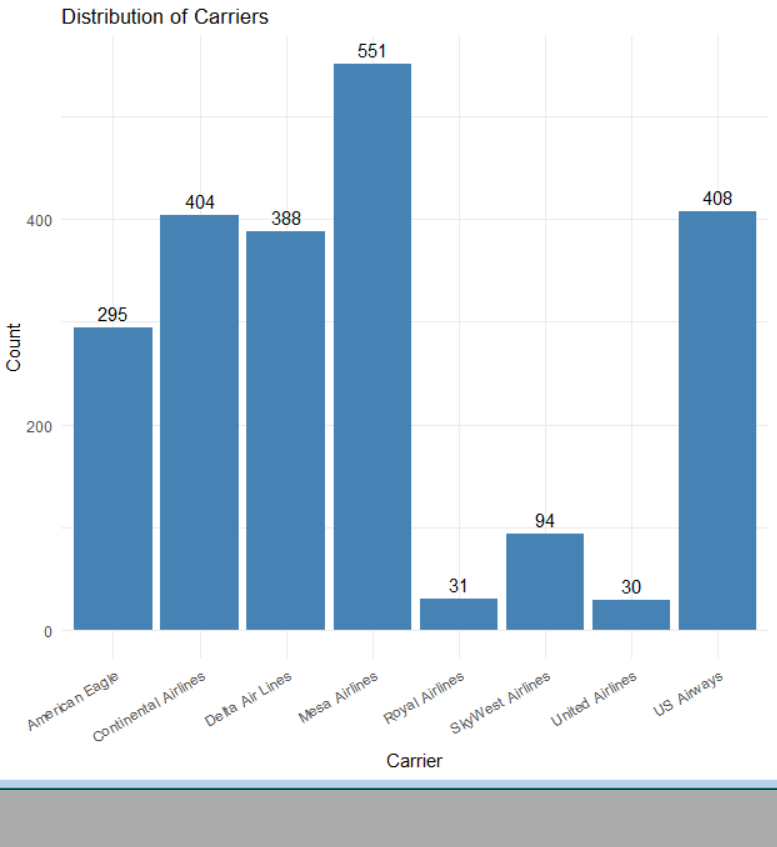 Distribution of Carriers
551
404
388
408
400
295
Count
200
94
31
30
0
American Eagle
Continental Airlines
Delta Air Lines
Mesa Airlines
Royal Airlines
SkyWest Airlines
United Airlines
US Airways
Carrier